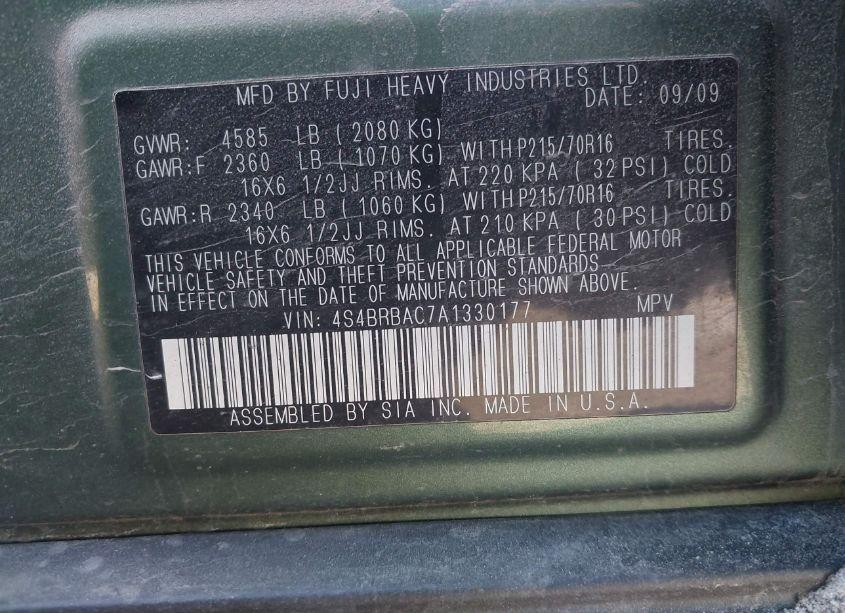 MFD BY FUJI HEAVY INDUSTRIES LTD.
DATE: 09/09
GVWR: 4585 LB ( 2080 KG)
GAWR:F 2360 LB ( 1070 KG) WITH P215/70R16 TIRES.
16X6 1/2JJ RIMS. AT 220 KPA ( 32 PSI) COLD
GAWR:R 2340 LB ( 1060 KG) WITH P215/70R16 TIRES.
16X6 1/2JJ RIMS. AT 210 KPA ( 30 PSI) COLD
THIS VEHICLE CONFORMS TO ALL APPLICABLE FEDERAL MOTOR
VEHICLE SAFETY AND THEFT PREVENTION STANDARDS
IN EFFECT ON THE DATE OF MANUFACTURE SHOWN ABOVE.
VIN: 4S4BRBAC7A1330177 MPV
ASSEMBLED BY SIA INC. MADE IN U.S.A.